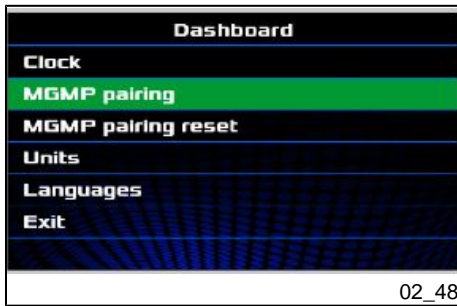 Dashboard
Clock
MGMP pairing
MGMP pairing reset
Units
Languages
Exit
02_48